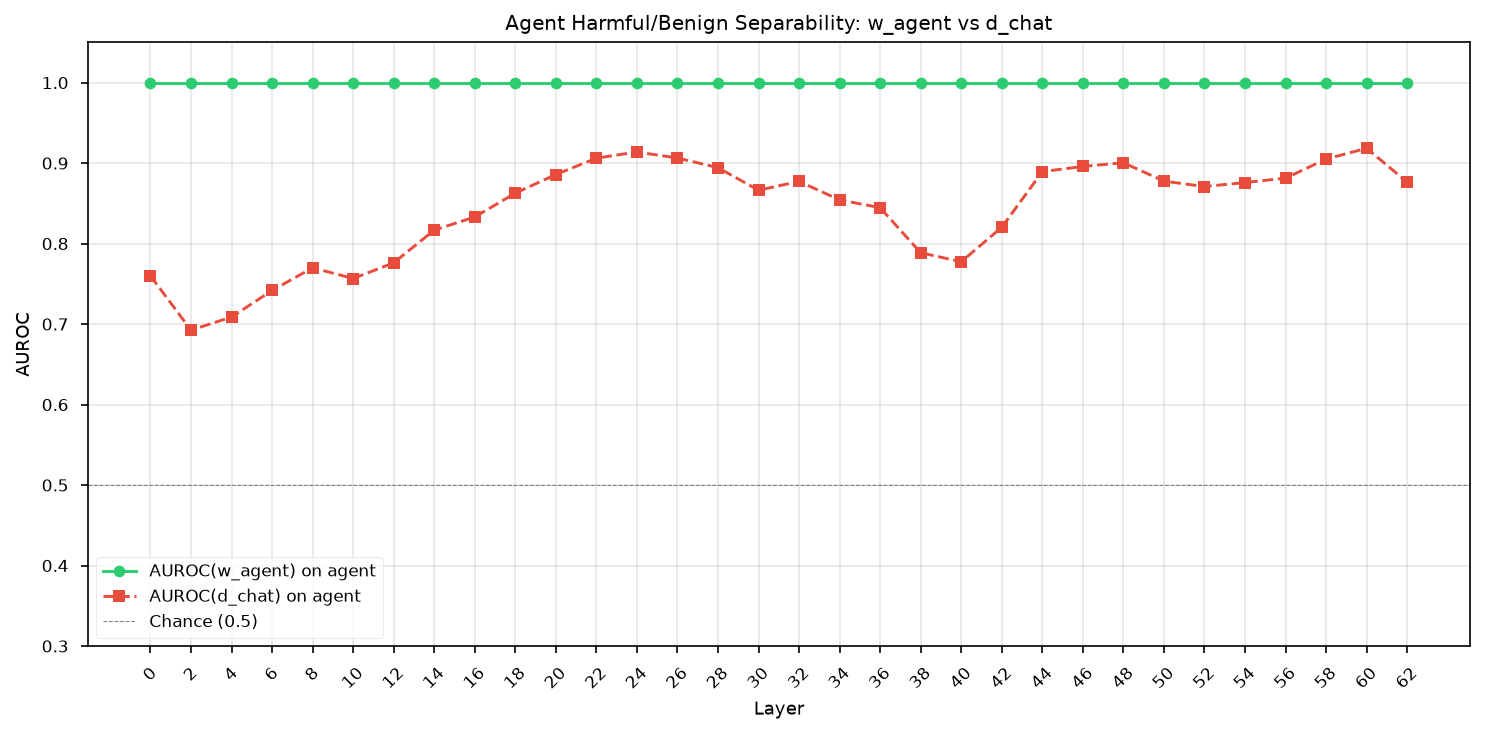 Agent Harmful/Benign Separability: w_agent vs d_chat
1.0
0.9
0.8
0.7
0.6
0.5
0.4
0.3
AUROC
AUROC(w_agent) on agent
AUROC(d_chat) on agent
Chance (0.5)
0 2 4 6 8 10 12 14 16 18 20 22 24 26 28 30 32 34 36 38 40 42 44 46 48 50 52 54 56 58 60 62
Layer